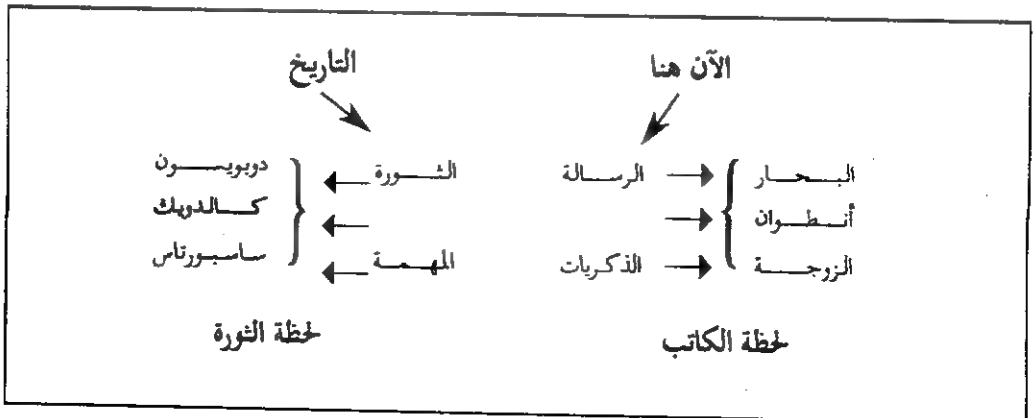 الآن هنا التاريخ
البحار الرسالة الثورة دوبويسون
أنطوان كالدويك
الزوجة الذكريات المهمة ساسبورتاس
لحظة الكاتب لحظة الثورة